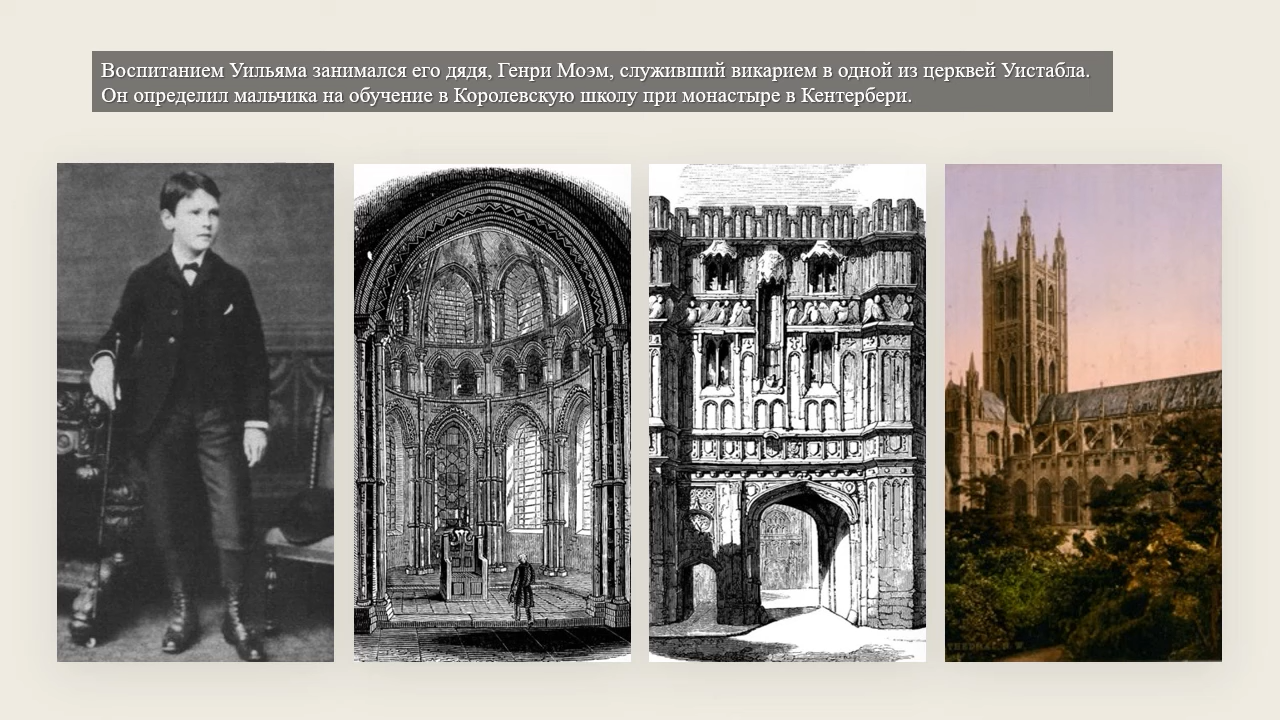 Воспитанием Уильяма занимался его дядя, Генри Моэм, служивший викарием в одной из церквей Уистабла.
Он определил мальчика на обучение в Королевскую школу при монастыре в Кентербери.